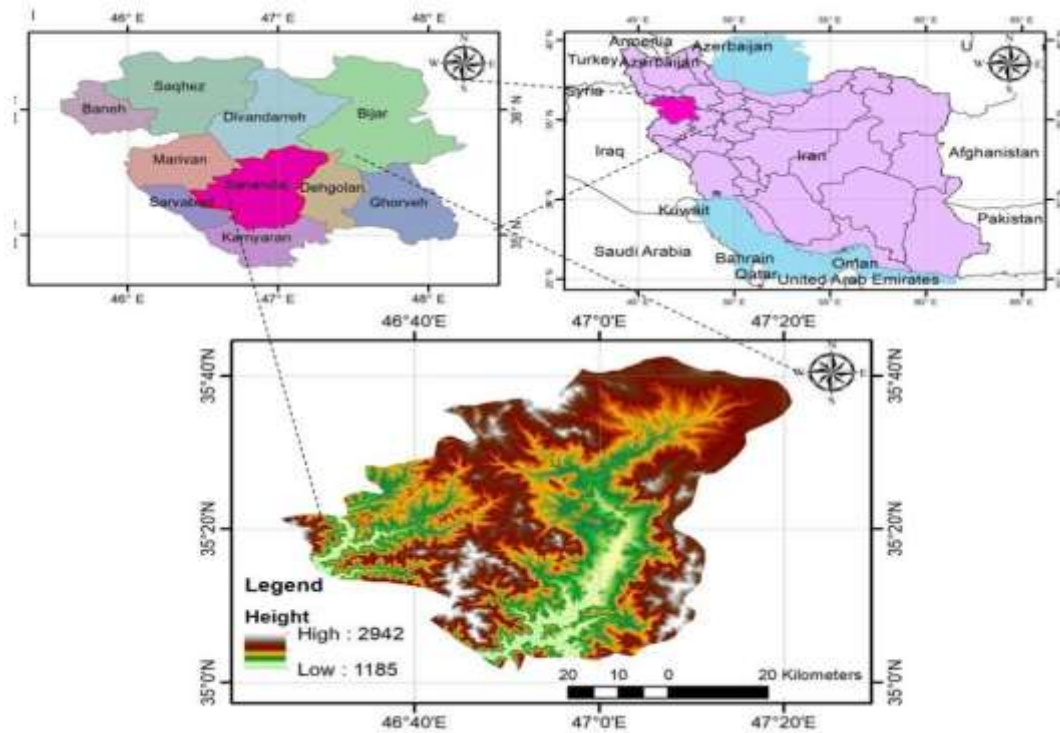 46°E 47°E 48°E
N
W E
S
Saqhez
Baneh
Divandarreh
Bijar
36° N
Marivan
Sanandaj
Dehgolan
Ghorveh
Kamyaran
35° N
46°E 47°E 48°E
N
W E
S
Armenia
Azerbaijan
Turkey
Azerbaijan
Syria
Iraq
Iran
Afghanistan
Kuwait
Pakistan
Saudi Arabia
Bahrain
Oman
Qatar
United Arab Emirates
46°40'E 47°0'E 47°20'E
N
W E
S
35°40'N
35°40'N
35°20'N
35°20'N
35°0'N
35°0'N
Legend
Height
High : 2942
Low : 1185
20 10 0 20 Kilometers
46°40'E 47°0'E 47°20'E